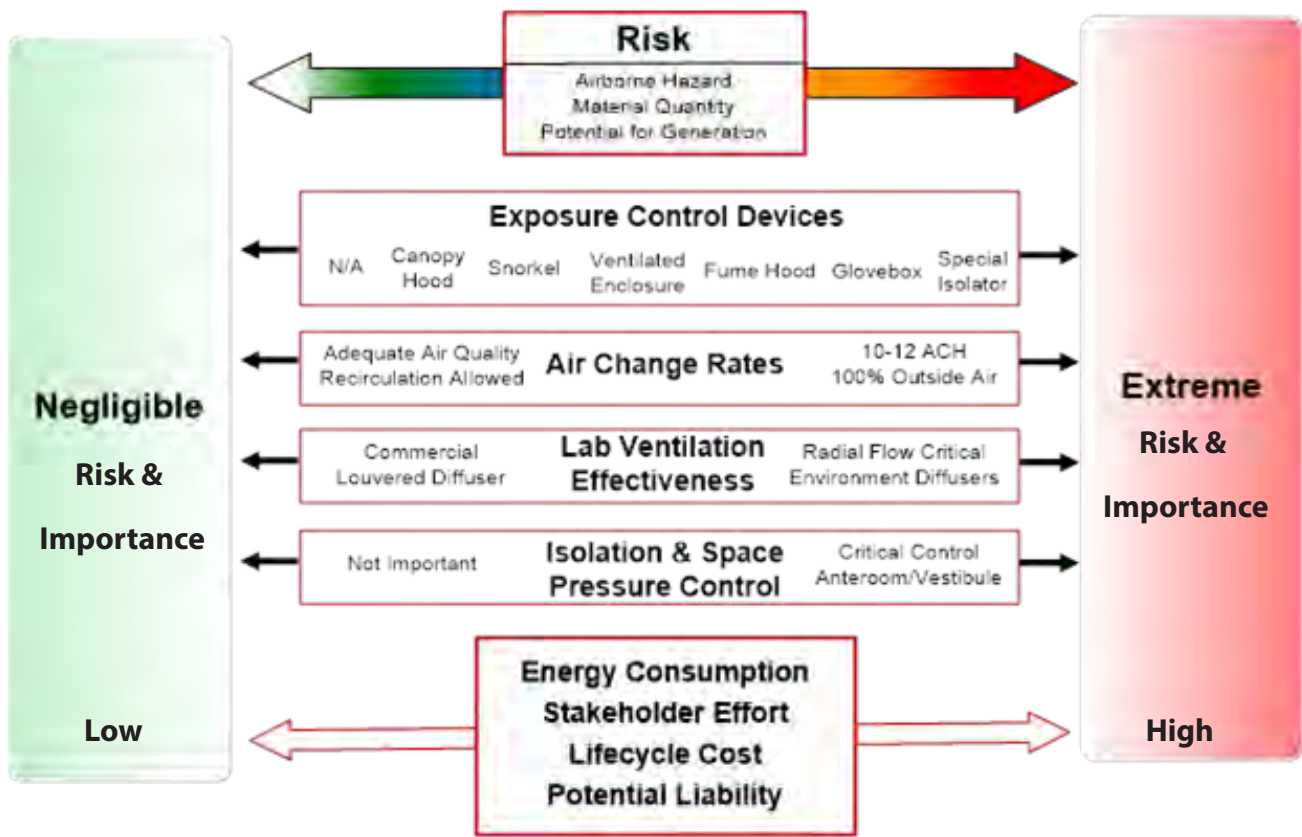 Risk
Airborne Hazard
Material Quantity
Potential for Generation
Exposure Control Devices
N/A
Canopy
Hood
Snorkel
Ventilated
Enclosure
Fume Hood
Glovebox
Special
Isolator
Adequate Air Quality
Recirculation Allowed
Air Change Rates
10-12 ACH
100% Outside Air
Negligible
Risk &
Importance
Low
Commercial
Louvered Diffuser
Lab Ventilation
Effectiveness
Radial Flow Critical
Environment Diffusers
Not Important
Isolation & Space
Pressure Control
Critical Control
Anteroom/Vestibule
Extreme
Risk &
Importance
High
Energy Consumption
Stakeholder Effort
Lifecycle Cost
Potential Liability